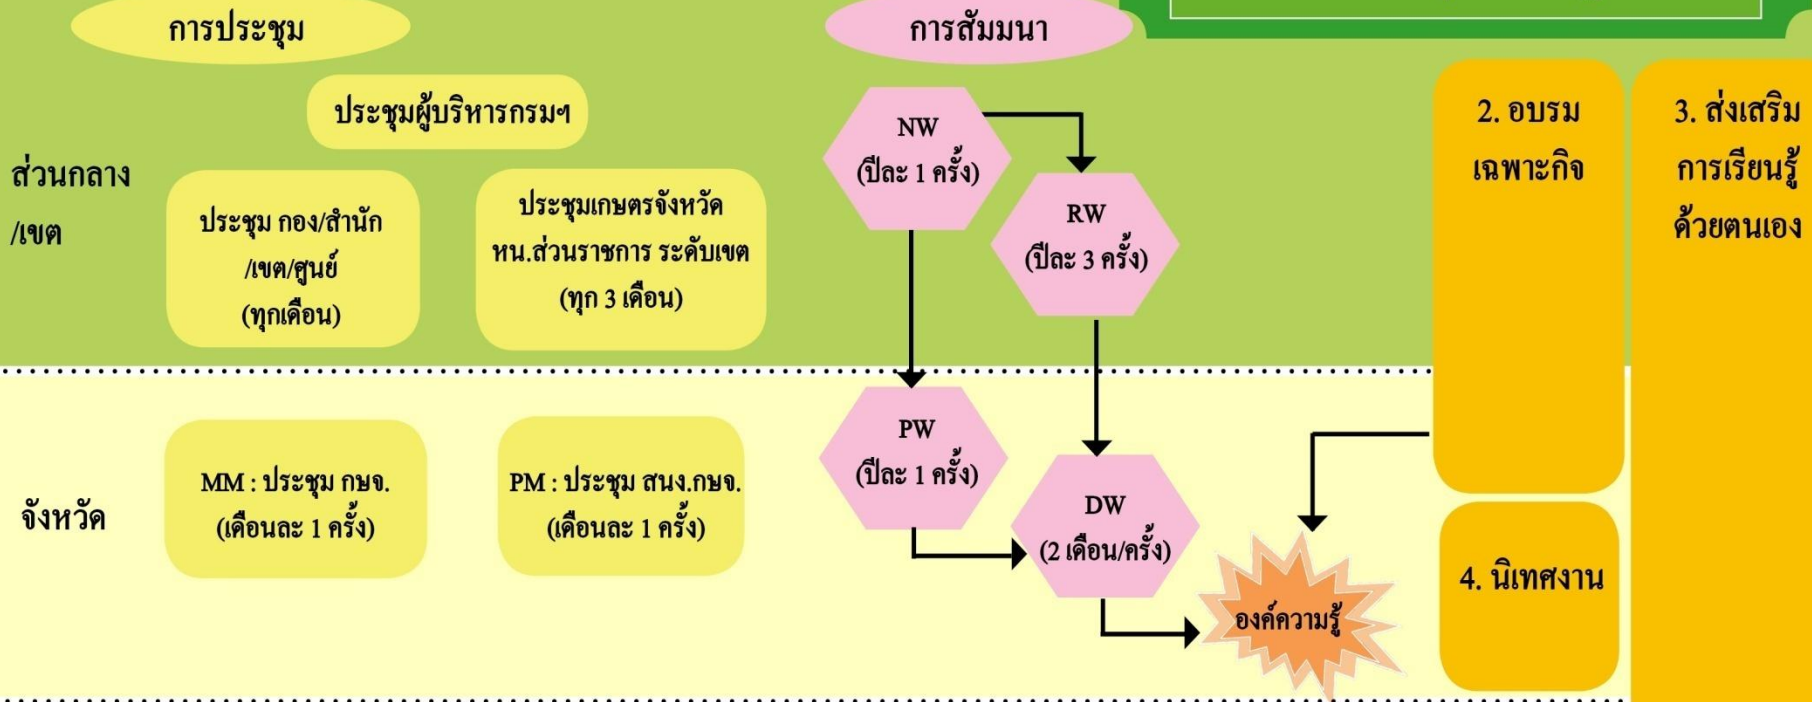 การประชุม
การสัมมนา
ประชุมผู้บริหารกรมฯ
ส่วนกลาง
/เขต
ประชุม กอง/สำนัก
/เขต/ศูนย์
(ทุกเดือน)
ประชุมเกษตรจังหวัด
หน.ส่วนราชการ ระดับเขต
(ทุก 3 เดือน)
NW
(ปีละ 1 ครั้ง)
RW
(ปีละ 3 ครั้ง)
2. อบรม
เฉพาะกิจ
3. ส่งเสริม
การเรียนรู้
ด้วยตนเอง
จังหวัด
MM : ประชุม กษจ.
(เดือนละ 1 ครั้ง)
PM : ประชุม สนง.กษจ.
(เดือนละ 1 ครั้ง)
PW
(ปีละ 1 ครั้ง)
DW
(2 เดือน/ครั้ง)
องค์ความรู้
4. นิเทศงาน